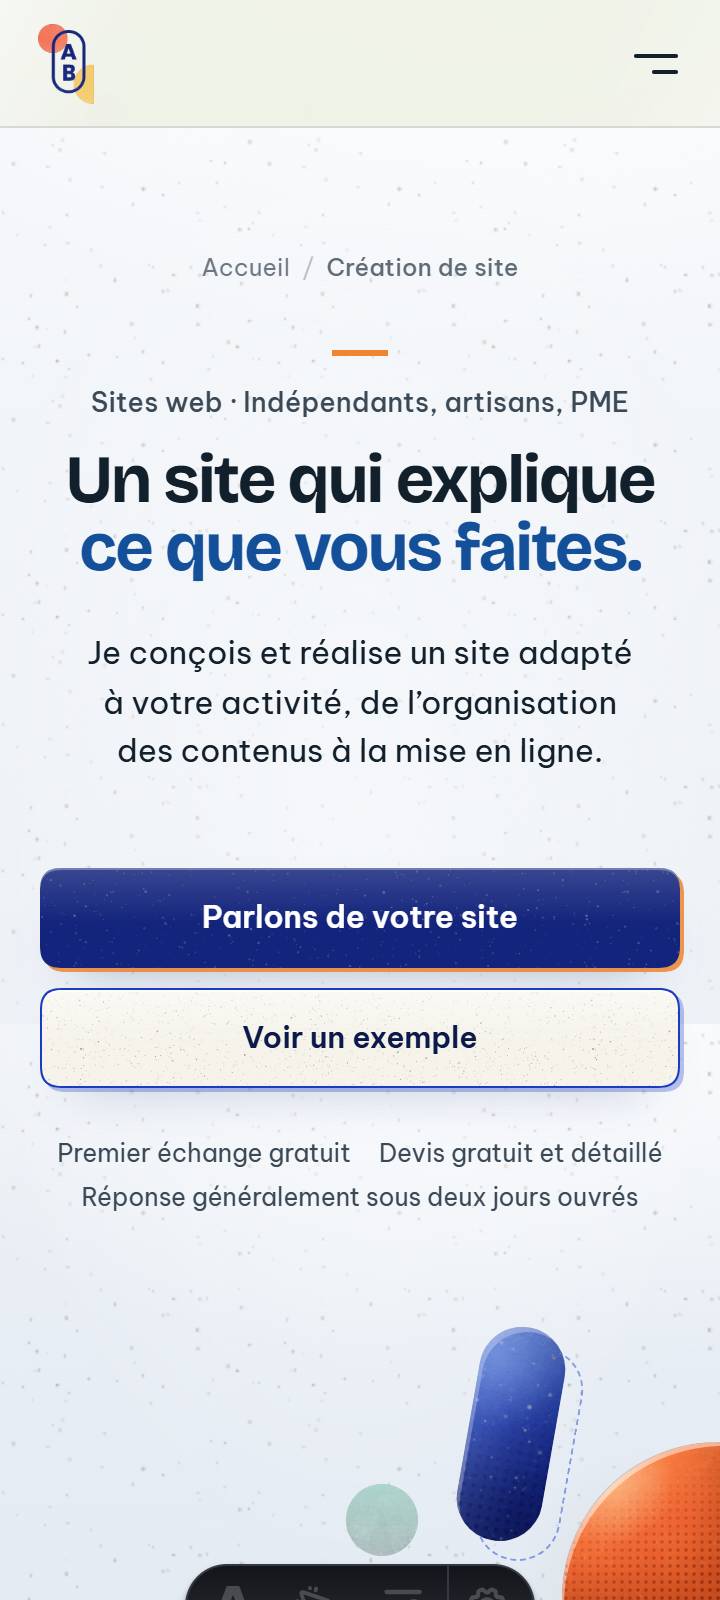 A
B
Accueil / Création de site
Sites web · Indépendants, artisans, PME
Un site qui explique
ce que vous faites.
Je conçois et réalise un site adapté
à votre activité, de l’organisation
des contenus à la mise en ligne.
Parlons de votre site
Voir un exemple
Premier échange gratuit Devis gratuit et détaillé
Réponse généralement sous deux jours ouvrés